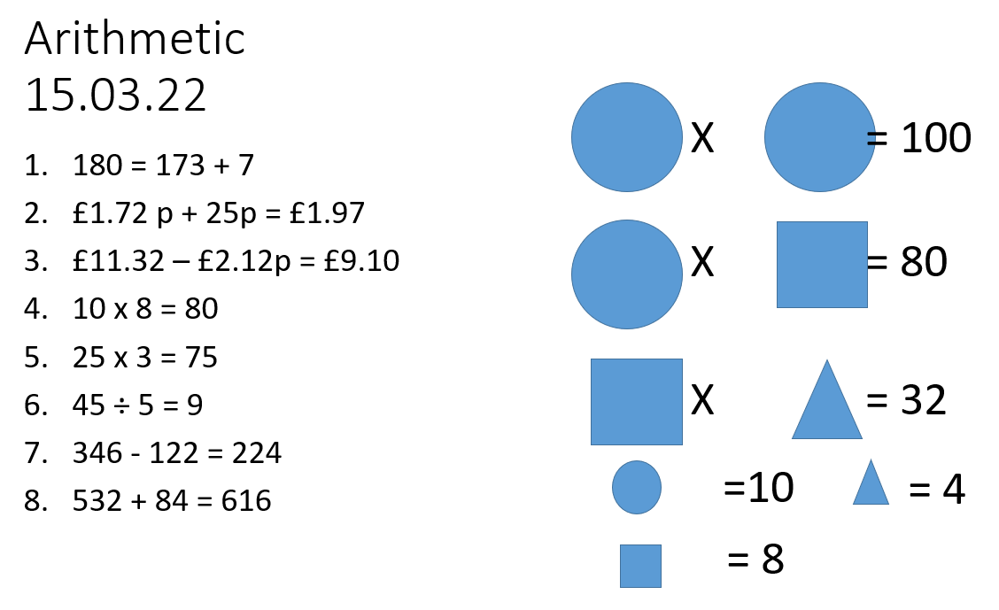 Arithmetic
15.03.22
1. 180 = 173 + 7
2. £1.72 p + 25p = £1.97
3. £11.32 – £2.12p = £9.10
4. 10 x 8 = 80
5. 25 x 3 = 75
6. 45 ÷ 5 = 9
7. 346 - 122 = 224
8. 532 + 84 = 616
X = 100
X = 80
X = 32
=10 = 4
= 8